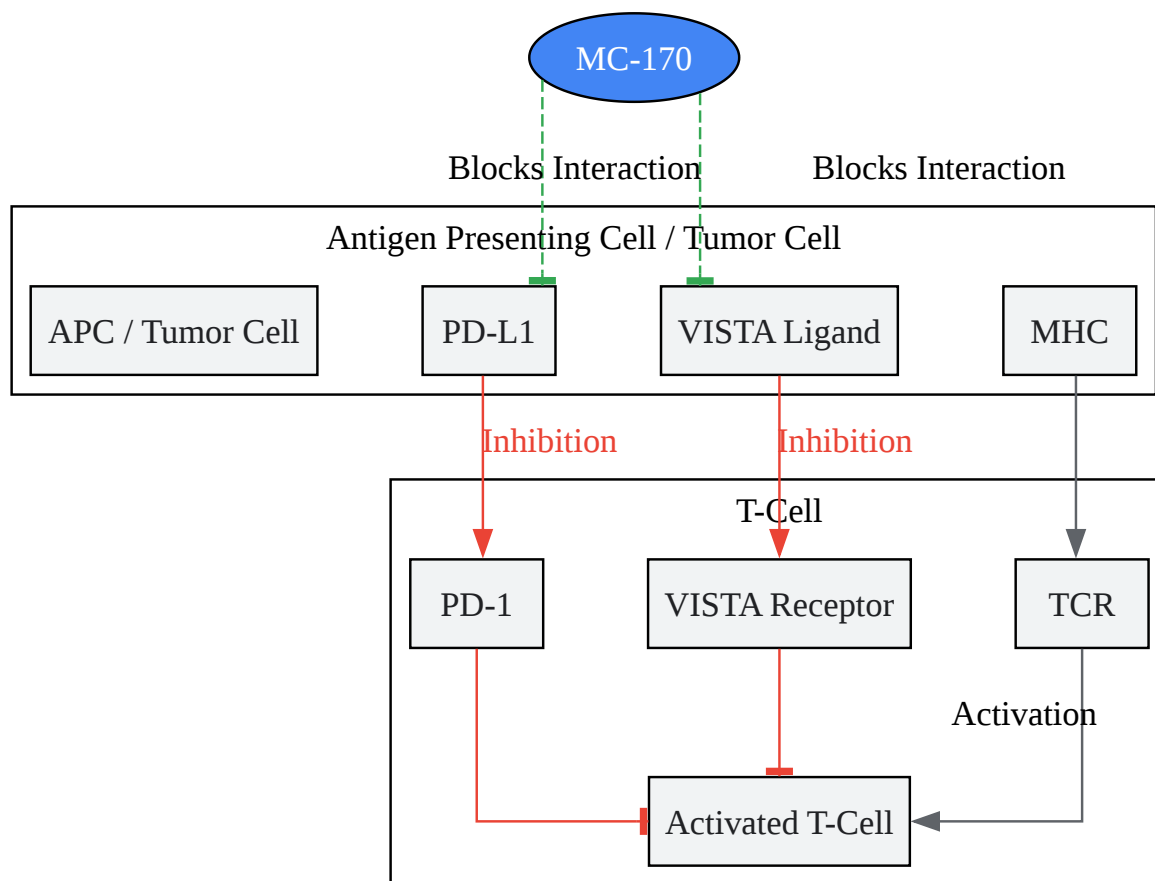 MC-170
Blocks Interaction
Blocks Interaction
Antigen Presenting Cell / Tumor Cell
APC / Tumor Cell
PD-L1
VISTA Ligand
MHC
Inhibition
Inhibition
T-Cell
PD-1
VISTA Receptor
TCR
Activation
Activated T-Cell